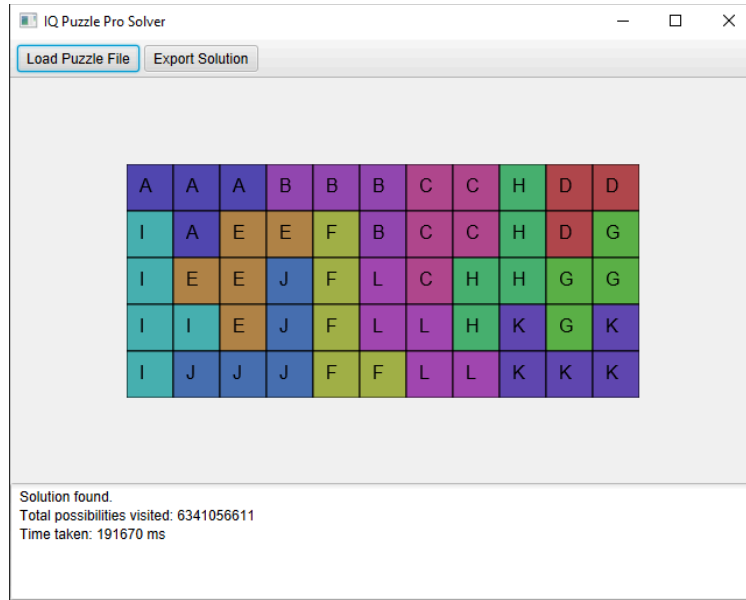 IQ Puzzle Pro Solver
Load Puzzle File Export Solution
A A A B B B C C H D D
I A E E F B C C H D G
I E E J F L C H H G G
I I E J F L L H K G K
I J J J F F L L K K K
Solution found.
Total possibilities visited: 6341056611
Time taken: 191670 ms